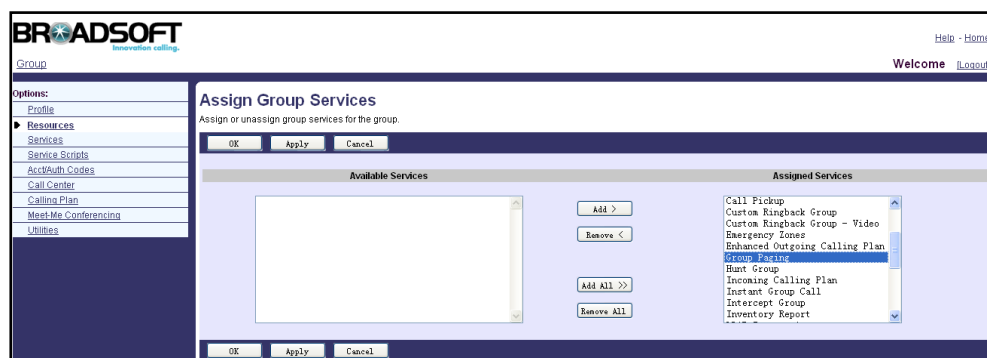 BROADSOFT
Innovation calling.
Help - Home
Group
Welcome [Logout
Options:
Profile
Resources
Services
Service Scripts
Acct/Auth Codes
Call Center
Calling Plan
Meet-Me Conferencing
Utilities
Assign Group Services
Assign or unassign group services for the group.
OK Apply Cancel
Available Services
Assigned Services
Add >
Remove <
Add All >>
Remove All
Call Pickup
Custom Ringback Group
Custom Ringback Group - Video
Emergency Zones
Enhanced Outgoing Calling Plan
Group Paging
Hunt Group
Incoming Calling Plan
Instant Group Call
Intercept Group
Inventory Report
OK Apply Cancel